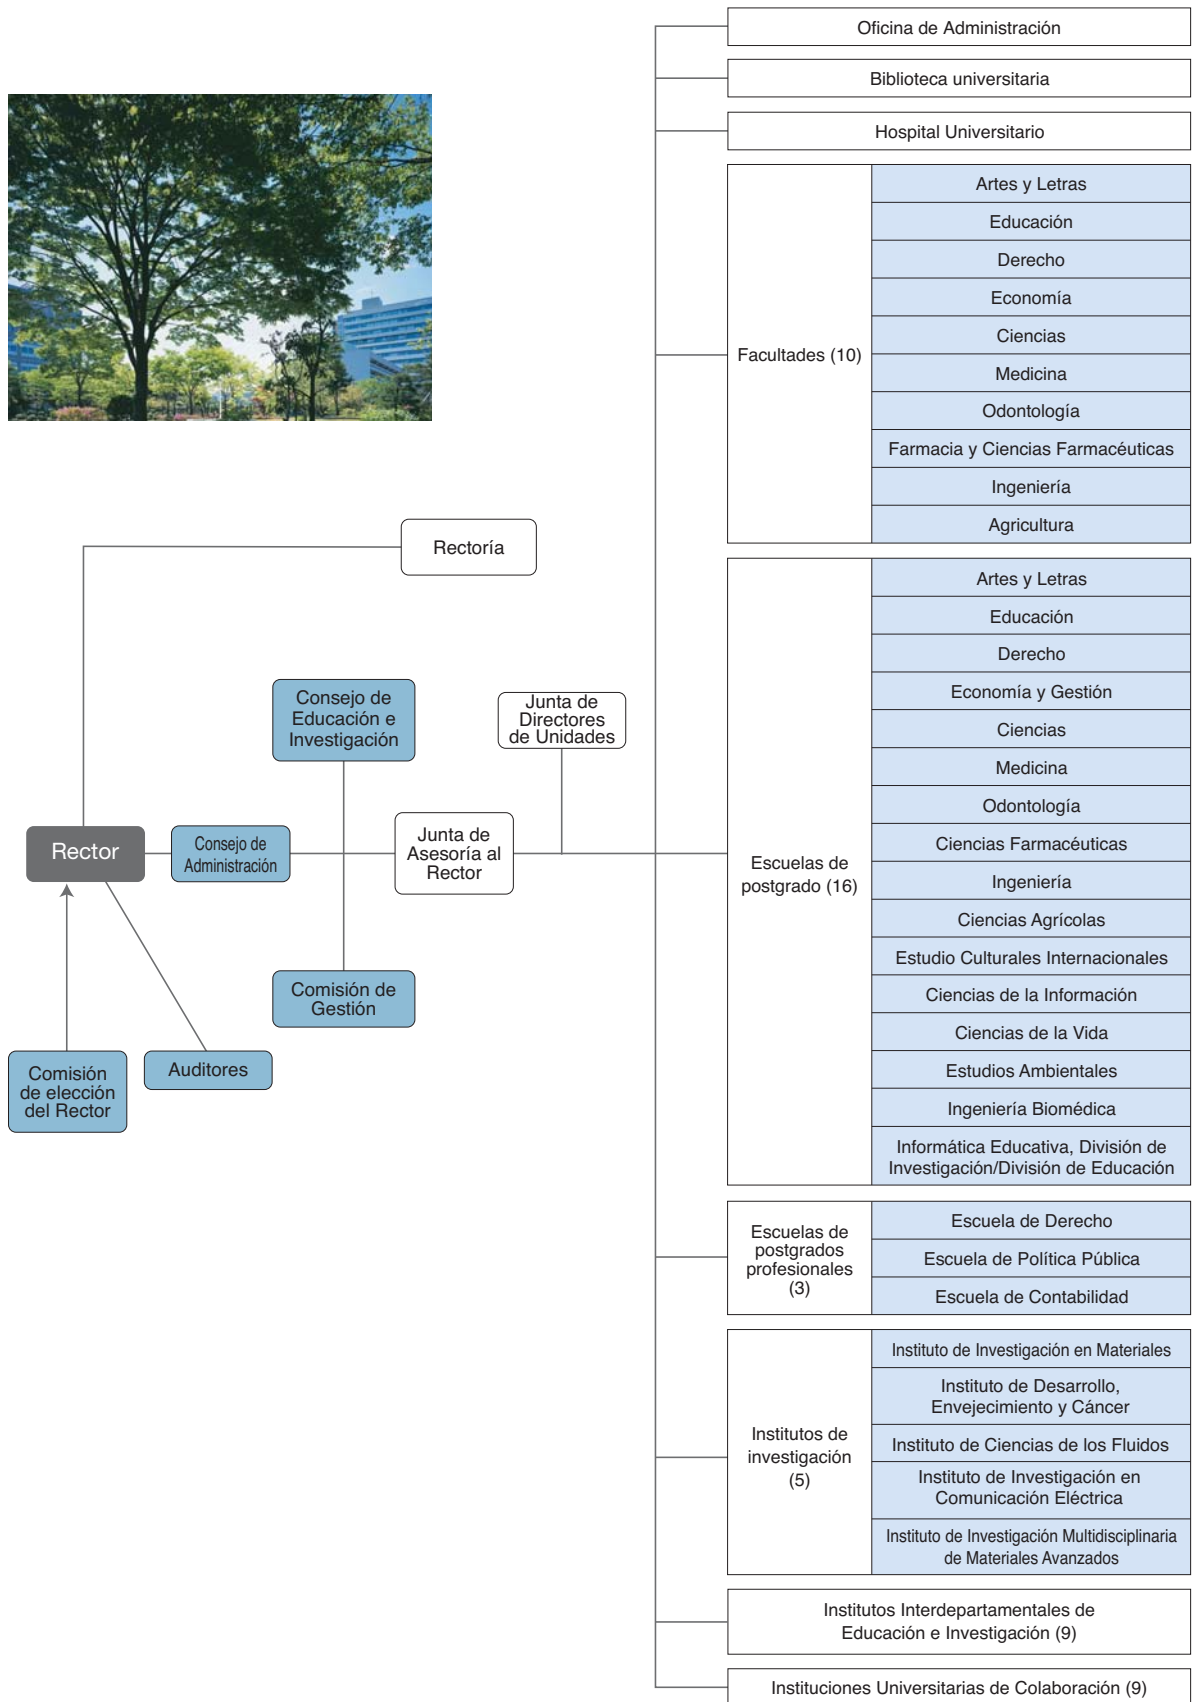 Oficina de Administración
Biblioteca universitaria
Hospital Universitario
Facultades (10)
Artes y Letras
Educación
Derecho
Economía
Ciencias
Medicina
Odontología
Farmacia y Ciencias Farmacéuticas
Ingeniería
Agricultura
Rectoría
Consejo de
Educación e
Investigación
Junta de
Directores
de Unidades
Rector
Consejo de
Administración
Junta de
Asesoría al
Rector
Comisión de
Gestión
Comisión
de elección
del Rector
Auditores
Escuelas de
postgrado (16)
Artes y Letras
Educación
Derecho
Economía y Gestión
Ciencias
Medicina
Odontología
Ciencias Farmacéuticas
Ingeniería
Ciencias Agrícolas
Estudio Culturales Internacionales
Ciencias de la Información
Ciencias de la Vida
Estudios Ambientales
Ingeniería Biomédica
Informática Educativa, División de
Investigación/División de Educación
Escuelas de
postgrados
profesionales
(3)
Escuela de Derecho
Escuela de Política Pública
Escuela de Contabilidad
Institutos de
investigación
(5)
Instituto de Investigación en Materiales
Instituto de Desarrollo,
Envejecimiento y Cáncer
Instituto de Ciencias de los Fluidos
Instituto de Investigación en
Comunicación Eléctrica
Instituto de Investigación Multidisciplinaria
de Materiales Avanzados
Institutos Interdepartamentales de
Educación e Investigación (9)
Instituciones Universitarias de Colaboración (9)